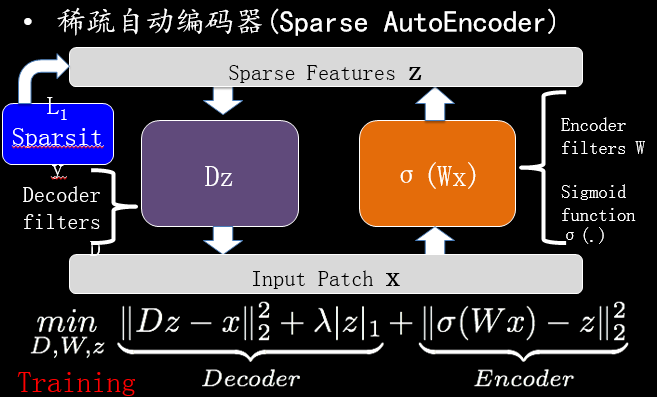 • 稀疏自动编码器(Sparse AutoEncoder)
Sparse Features z
L₁
Sparsit
y
Decoder
filters
D
Dz
σ(Wx)
Encoder
filters W
Sigmoid
function
σ(.)
Input Patch x
min ‖Dz − x‖₂² + λ|z|₁ + ‖σ(Wx) − z‖₂²
D,W,z
Decoder
Encoder
Training